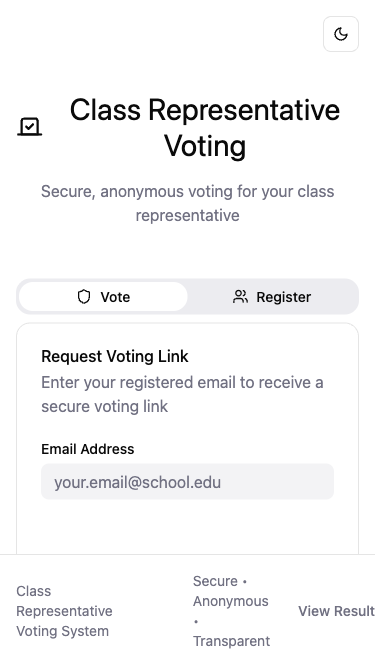 Class Representative
Voting
Secure, anonymous voting for your class
representative
Vote
Register
Request Voting Link
Enter your registered email to receive a
secure voting link
Email Address
your.email@school.edu
Class
Representative
Voting System
Secure •
Anonymous
•
Transparent
View Result